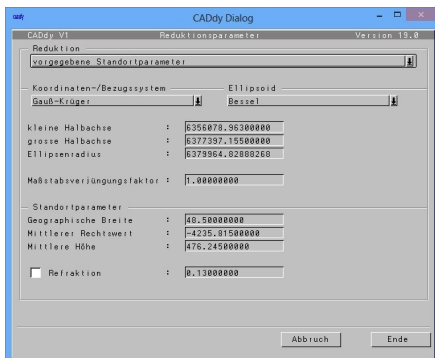 CADdy Dialog
CADdy V1 Reduktionsparameter Version 19.0
Reduktion
vorgegebene Standortparameter
Koordinaten-/Bezugssystem Ellipsoid
Gauß-Krüger Bessel
kleine Halbachse : 6356078.96300000
grosse Halbachse : 6377397.15500000
Ellipsenradius : 6379964.82888268
Maßstabsverjüngungsfaktor : 1.00000000
Standortparameter
Geographische Breite : 48.50000000
Mittlerer Rechtswert : -4235.81500000
Mittlere Höhe : 476.24500000
Refraktion : 0.13000000
Abbruch Ende